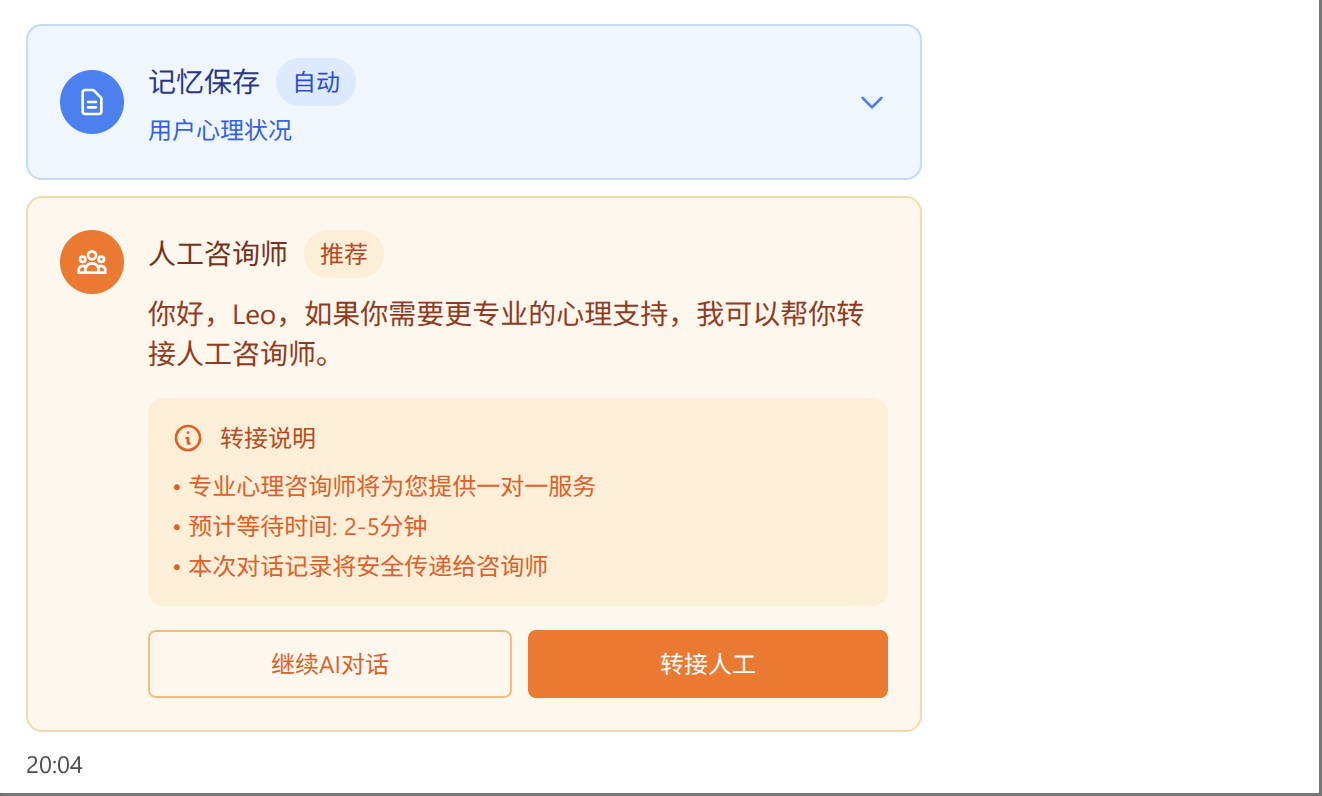 记忆保存 自动
用户心理状况
人工咨询师 推荐
你好，Leo，如果你需要更专业的心理支持，我可以帮你转
接人工咨询师。
转接说明
• 专业心理咨询师将为您提供一对一服务
• 预计等待时间: 2-5分钟
• 本次对话记录将安全传递给咨询师
继续AI对话 转接人工
20:04